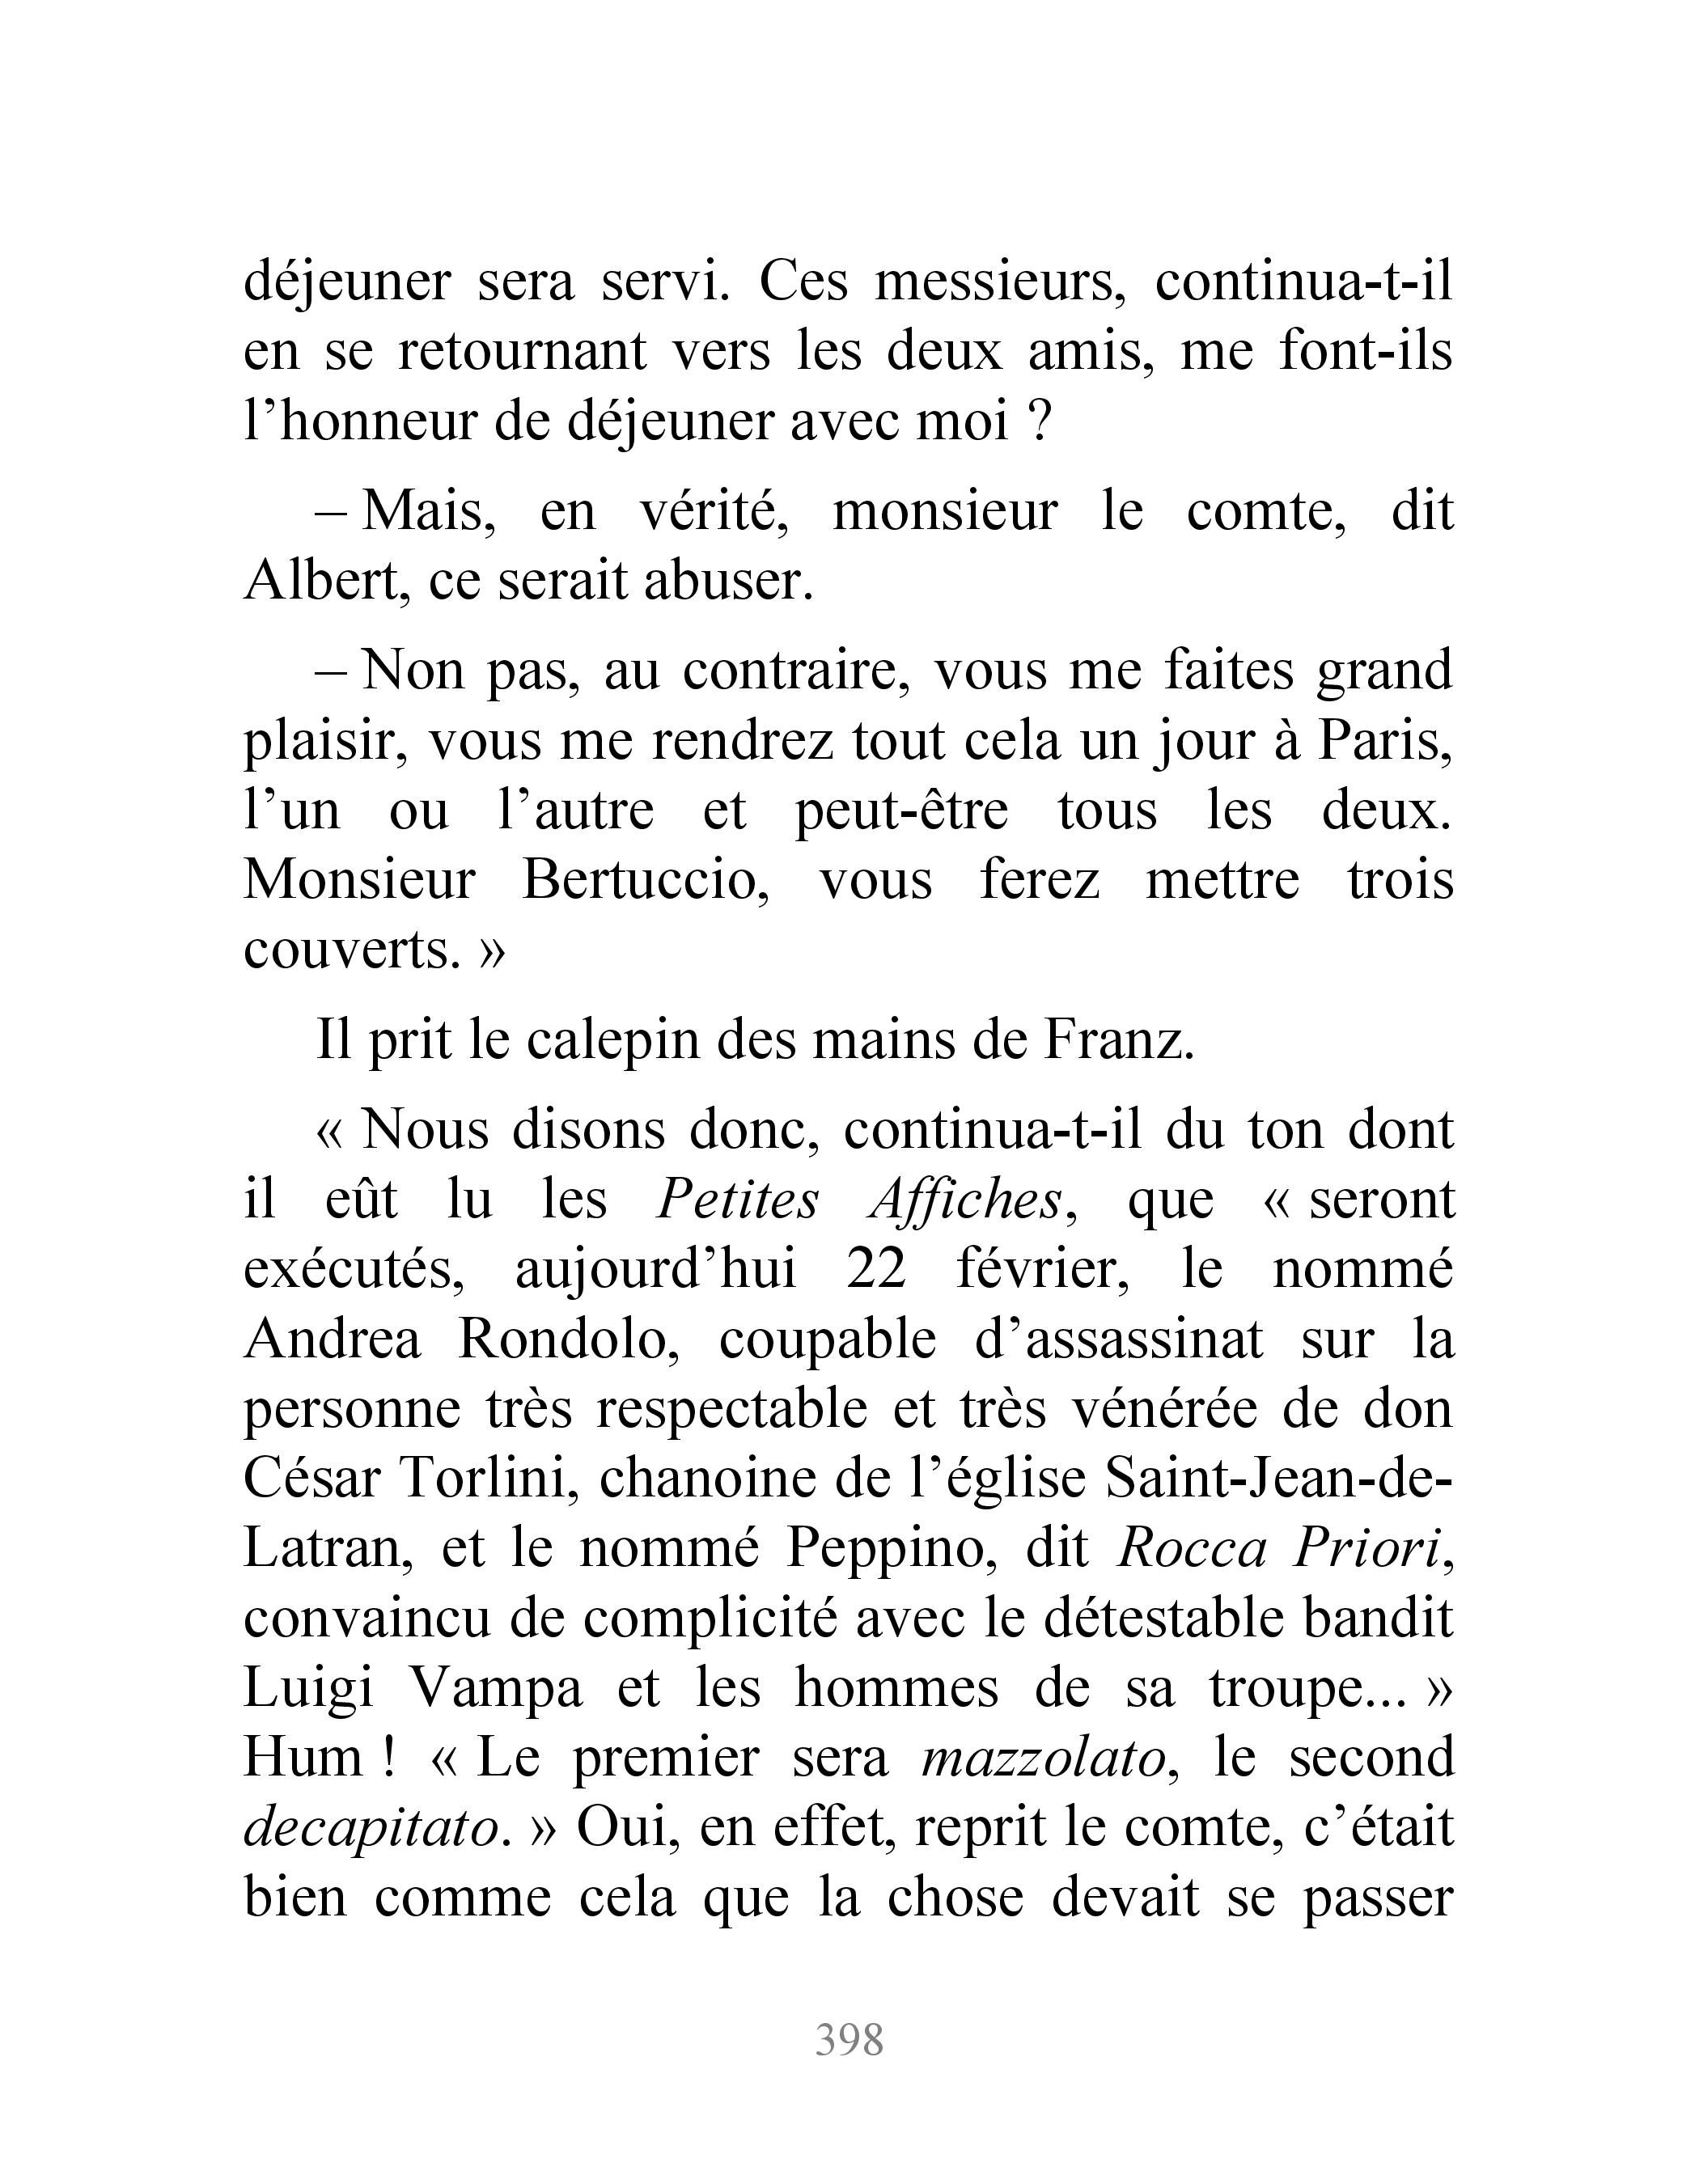 déjeuner sera servi. Ces messieurs, continua-t-il
en se retournant vers les deux amis, me font-ils
l’honneur de déjeuner avec moi ?
– Mais, en vérité, monsieur le comte, dit
Albert, ce serait abuser.
– Non pas, au contraire, vous me faites grand
plaisir, vous me rendrez tout cela un jour à Paris,
l’un ou l’autre et peut-être tous les deux.
Monsieur Bertuccio, vous ferez mettre trois
couverts. »
Il prit le calepin des mains de Franz.
« Nous disons donc, continua-t-il du ton dont
il eût lu les Petites Affiches, que « seront
exécutés, aujourd’hui 22 février, le nommé
Andrea Rondolo, coupable d’assassinat sur la
personne très respectable et très vénérée de don
César Torlini, chanoine de l’église Saint-Jean-de-
Latran, et le nommé Peppino, dit Rocca Priori,
convaincu de complicité avec le détestable bandit
Luigi Vampa et les hommes de sa troupe... »
Hum ! « Le premier sera mazzolato, le second
decapitato. » Oui, en effet, reprit le comte, c’était
bien comme cela que la chose devait se passer
398